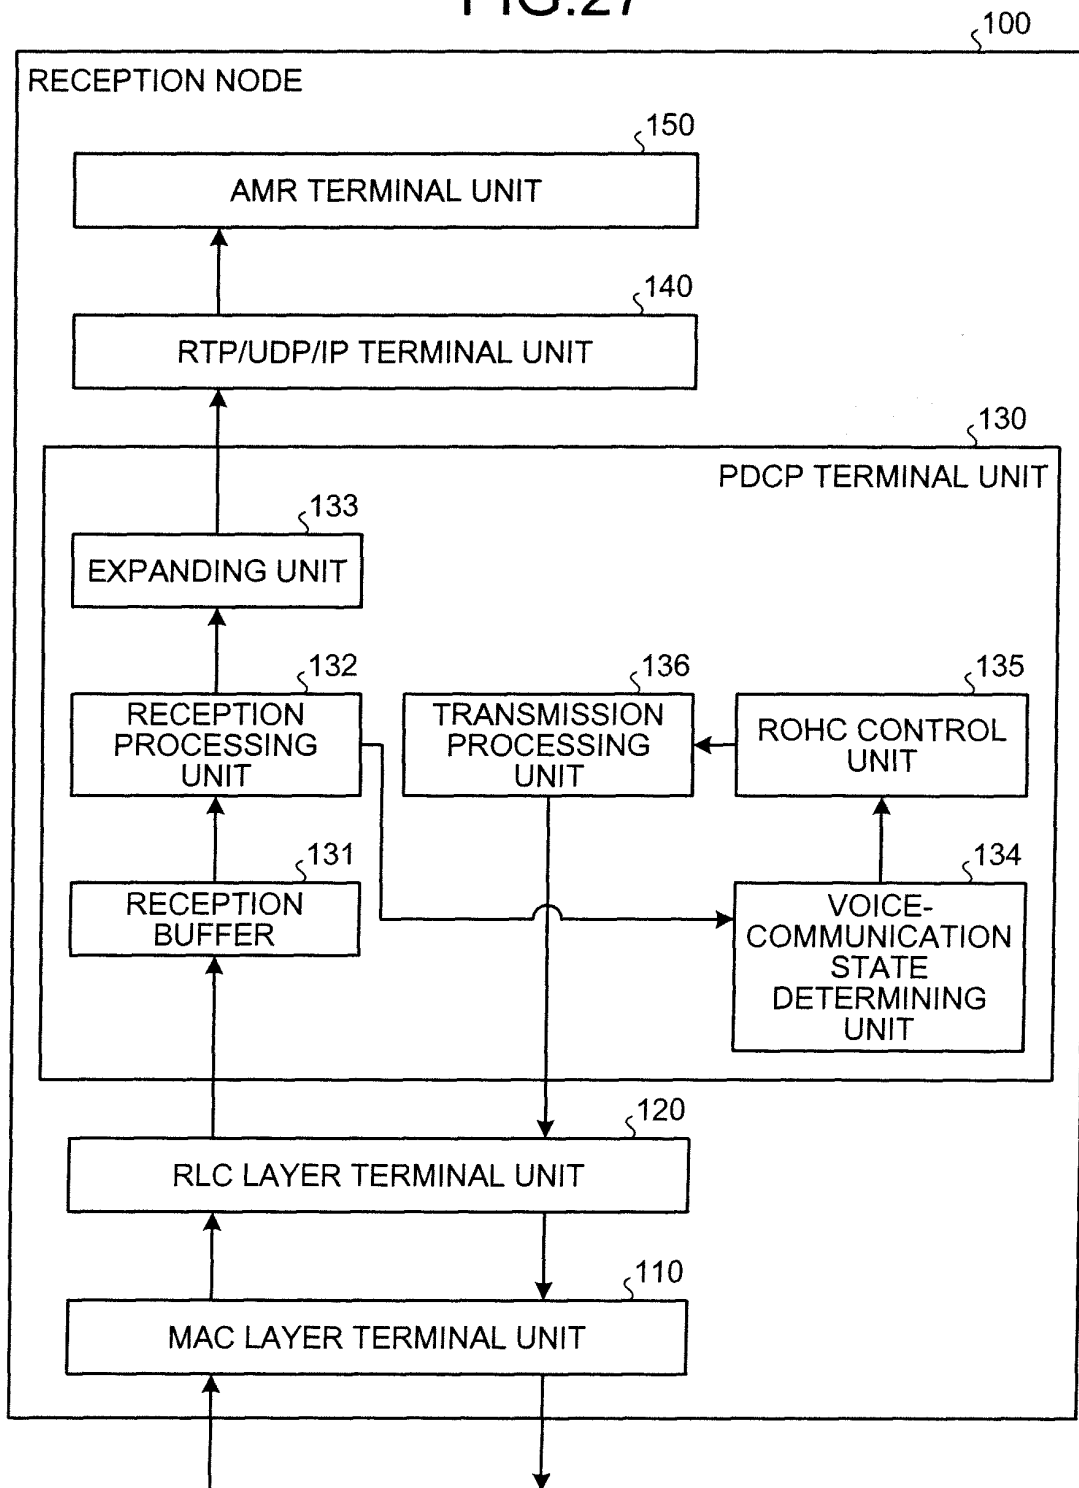 FIG.27
100
RECEPTION NODE
150
AMR TERMINAL UNIT
140
RTP/UDP/IP TERMINAL UNIT
130
PDCP TERMINAL UNIT
133
EXPANDING UNIT
132
RECEPTION
PROCESSING
UNIT
136
TRANSMISSION
PROCESSING
UNIT
135
ROHC CONTROL
UNIT
131
RECEPTION
BUFFER
134
VOICE-
COMMUNICATION
STATE
DETERMINING
UNIT
120
RLC LAYER TERMINAL UNIT
110
MAC LAYER TERMINAL UNIT